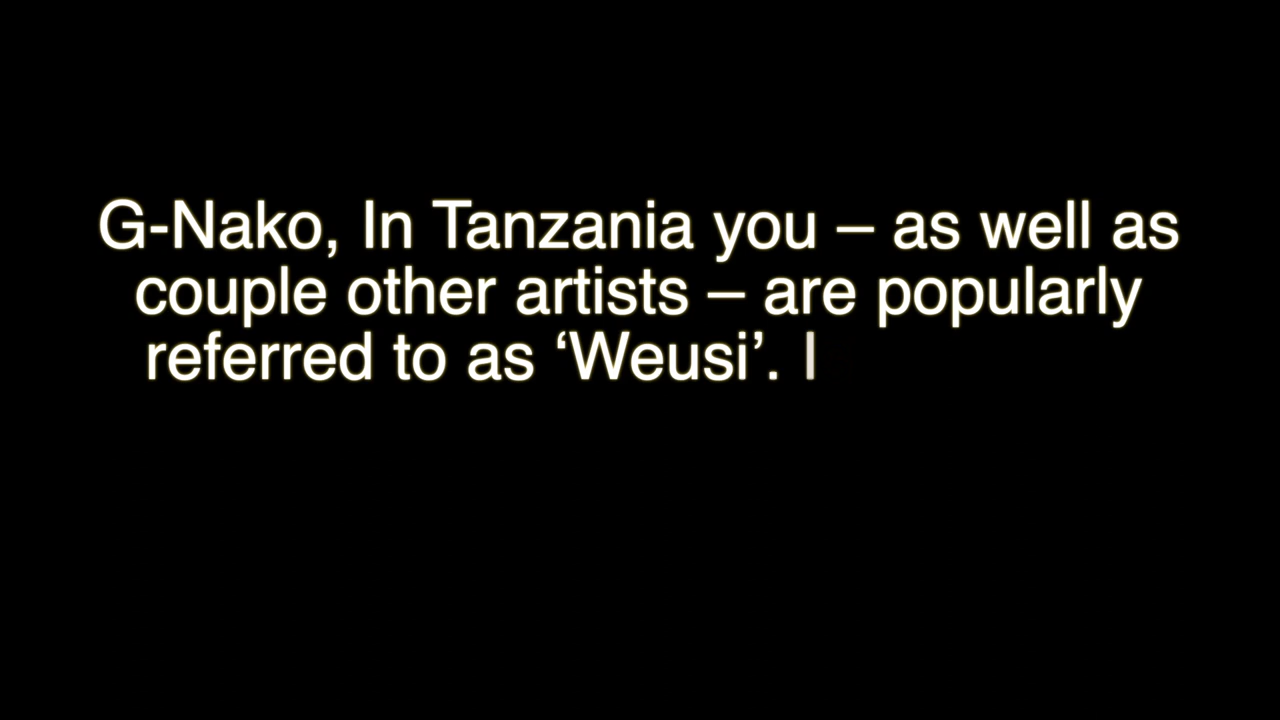 G-Nako, In Tanzania you – as well as
couple other artists – are popularly
referred to as ‘Weusi’. I